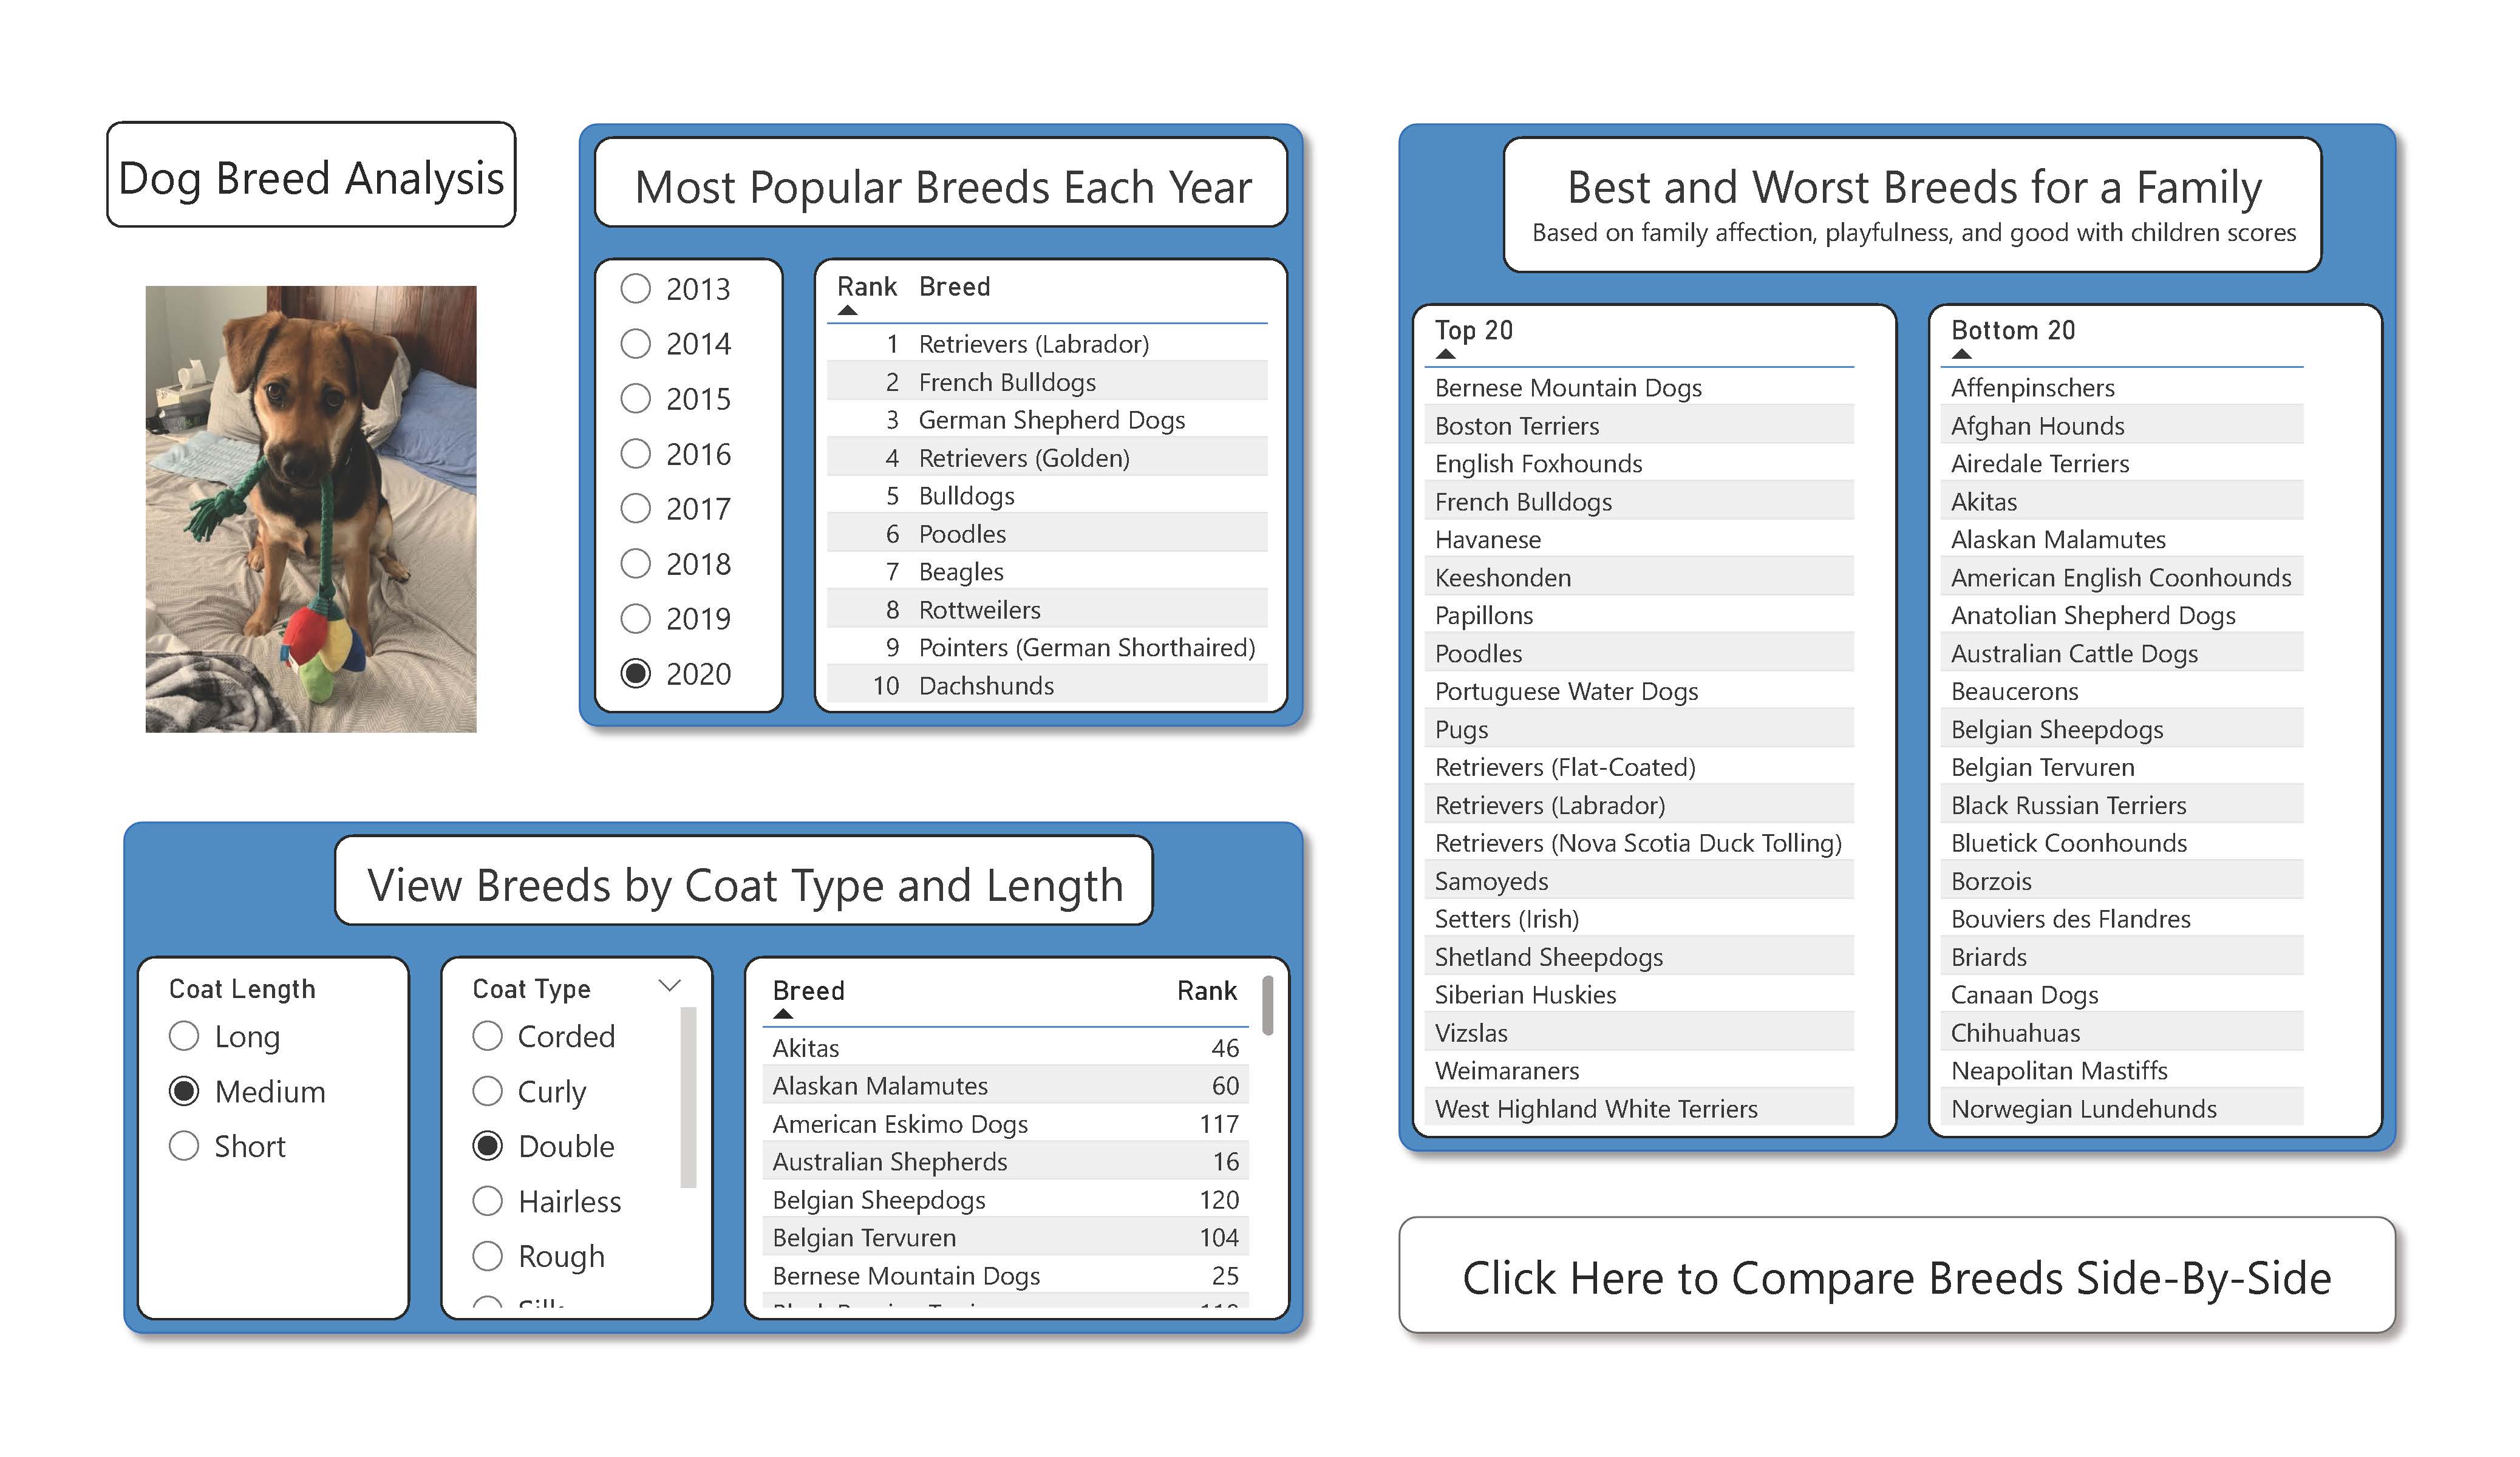 Dog Breed Analysis
Most Popular Breeds Each Year
2013
2014
2015
2016
2017
2018
2019
2020
Rank Breed
1 Retrievers (Labrador)
2 French Bulldogs
3 German Shepherd Dogs
4 Retrievers (Golden)
5 Bulldogs
6 Poodles
7 Beagles
8 Rottweilers
9 Pointers (German Shorthaired)
10 Dachshunds
View Breeds by Coat Type and Length
Coat Length
Long
Medium
Short
Coat Type
Corded
Curly
Double
Hairless
Rough
Breed Rank
Akitas 46
Alaskan Malamutes 60
American Eskimo Dogs 117
Australian Shepherds 16
Belgian Sheepdogs 120
Belgian Tervuren 104
Bernese Mountain Dogs 25
Best and Worst Breeds for a Family
Based on family affection, playfulness, and good with children scores
Top 20
Bernese Mountain Dogs
Boston Terriers
English Foxhounds
French Bulldogs
Havanese
Keeshonden
Papillons
Poodles
Portuguese Water Dogs
Pugs
Retrievers (Flat-Coated)
Retrievers (Labrador)
Retrievers (Nova Scotia Duck Tolling)
Samoyeds
Setters (Irish)
Shetland Sheepdogs
Siberian Huskies
Vizslas
Weimaraners
West Highland White Terriers
Bottom 20
Affenpinschers
Afghan Hounds
Airedale Terriers
Akitas
Alaskan Malamutes
American English Coonhounds
Anatolian Shepherd Dogs
Australian Cattle Dogs
Beaucerons
Belgian Sheepdogs
Belgian Tervuren
Black Russian Terriers
Bluetick Coonhounds
Borzois
Bouviers des Flandres
Briards
Canaan Dogs
Chihuahuas
Neapolitan Mastiffs
Norwegian Lundehunds
Click Here to Compare Breeds Side-By-Side